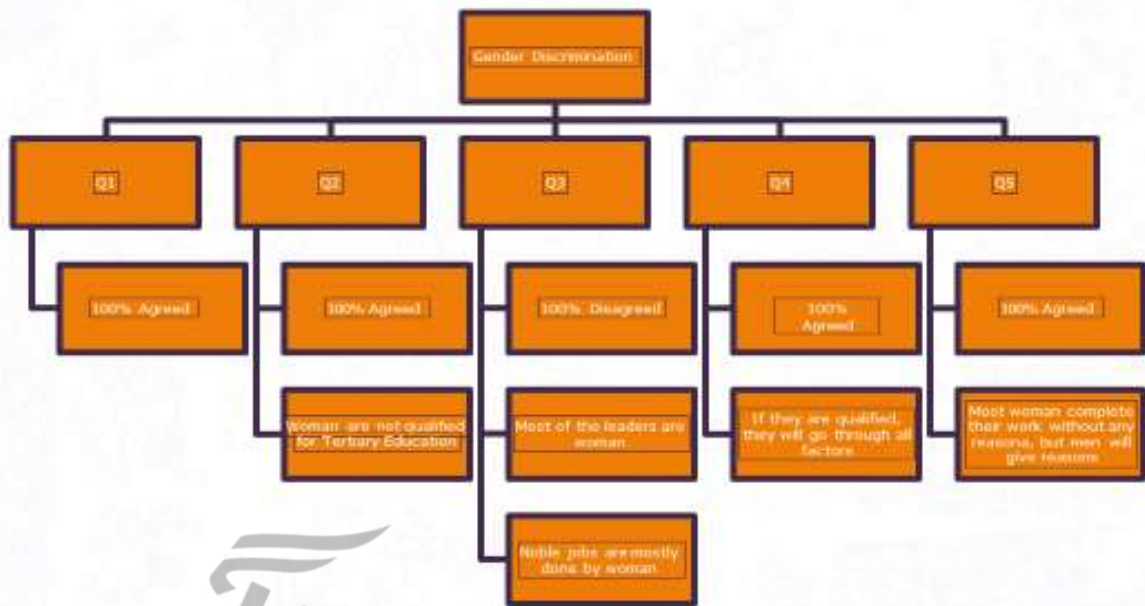 Gender Discrimination
Q1
Q2
Q3
Q4
Q5
100% Agreed
100% Agreed
100% Disagreed
100%
Agreed
100% Agreed
Woman are not qualified
for Tertiary Education
Most of the leaders are
woman
If they are qualified,
they will go through all
factors
Most woman complete
their work without any
reasons, but men will
give reasons
Noble jobs are mostly
done by woman